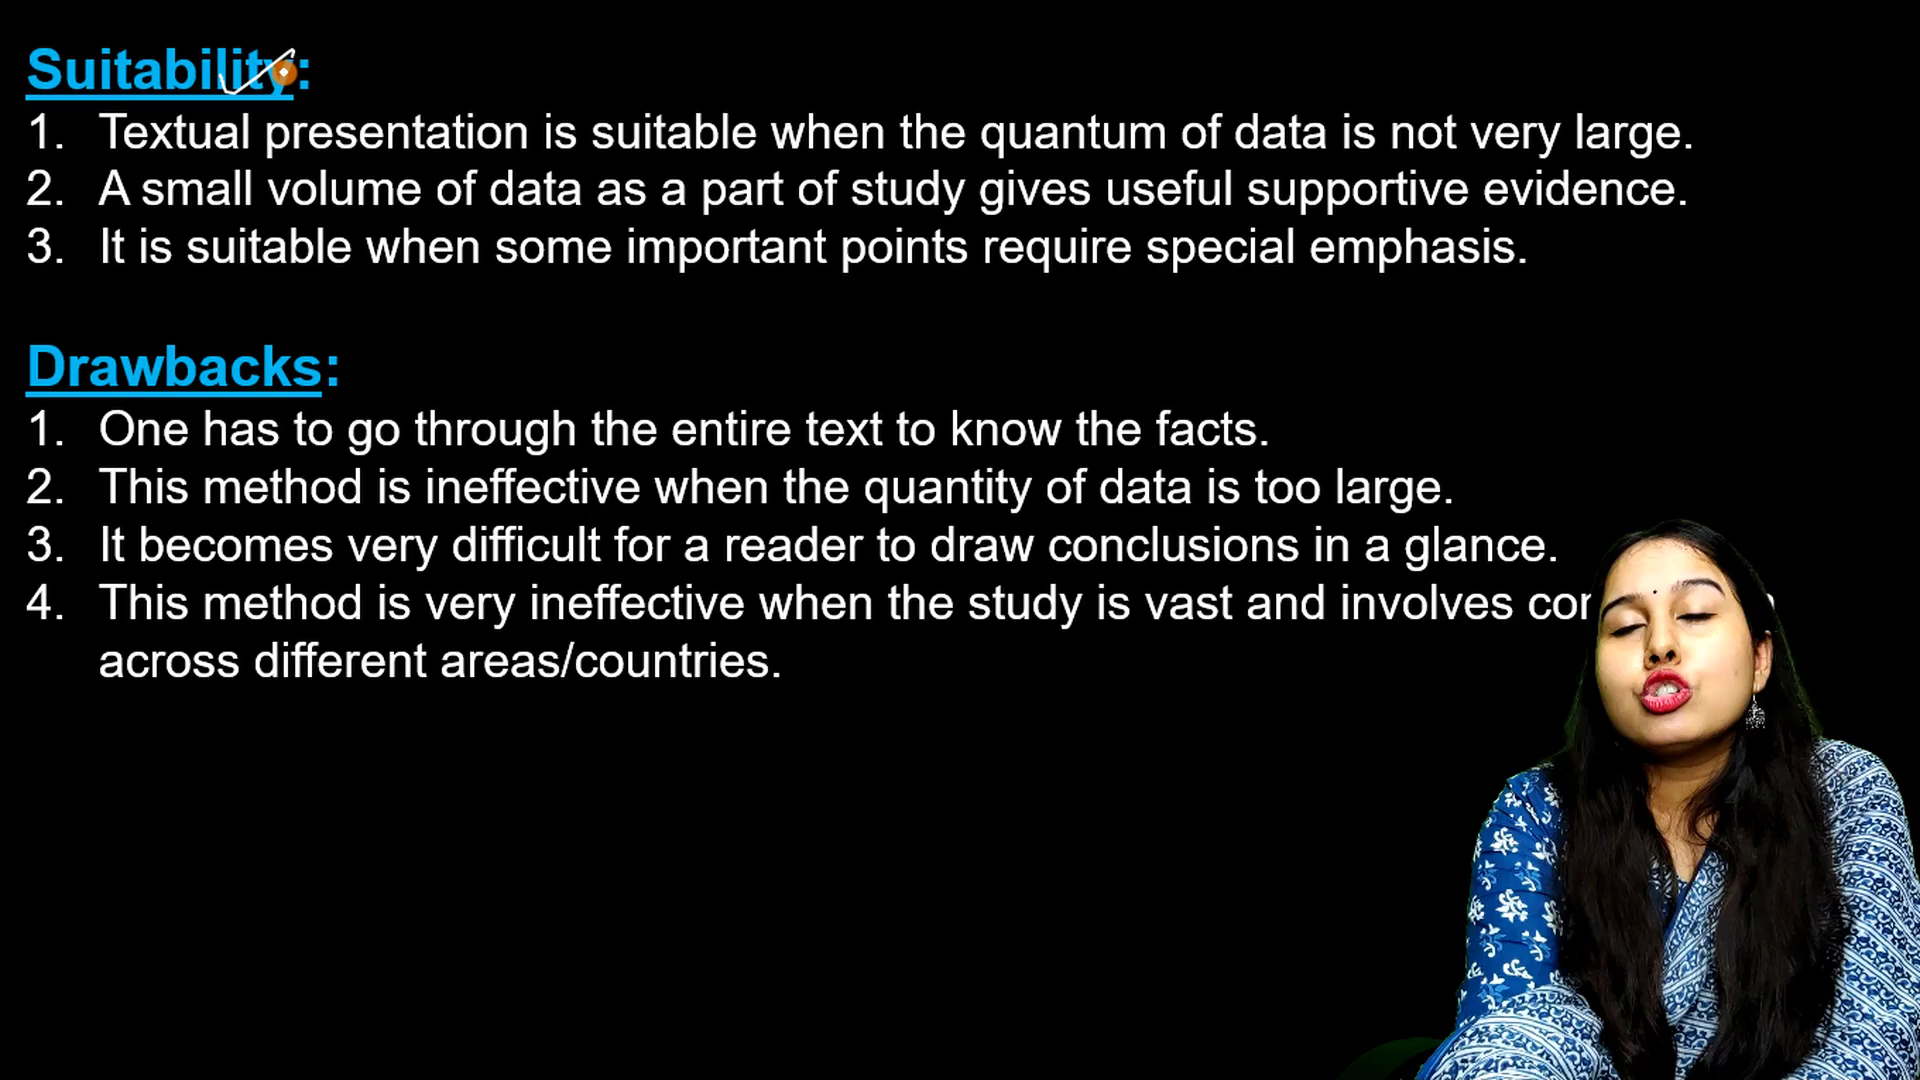 Suitability:
1. Textual presentation is suitable when the quantum of data is not very large.
2. A small volume of data as a part of study gives useful supportive evidence.
3. It is suitable when some important points require special emphasis.
Drawbacks:
1. One has to go through the entire text to know the facts.
2. This method is ineffective when the quantity of data is too large.
3. It becomes very difficult for a reader to draw conclusions in a glance.
4. This method is very ineffective when the study is vast and involves
across different areas/countries.